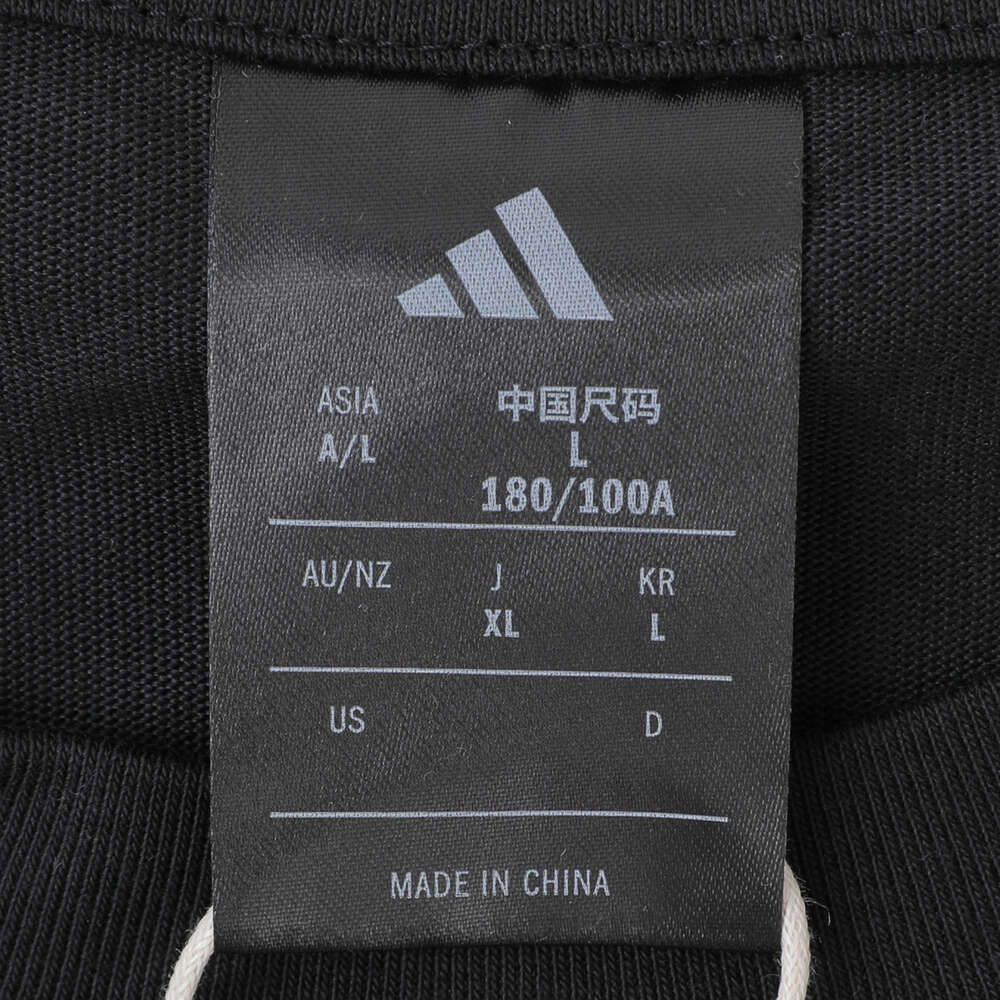 ASIA 中国尺码
A/L L
180/100A
AU/NZ J KR
XL L
US D
MADE IN CHINA